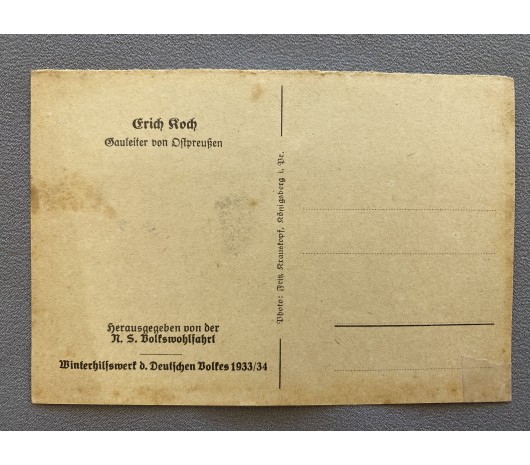 Erich Koch
Gauleiter von Ostpreußen
Photo: Fritz Krauskopf, Königsberg i. Pr.
Herausgegeben von der
N. S. Volkswohlfahrt
Winterhilfswerk d. Deutschen Volkes 1933/34